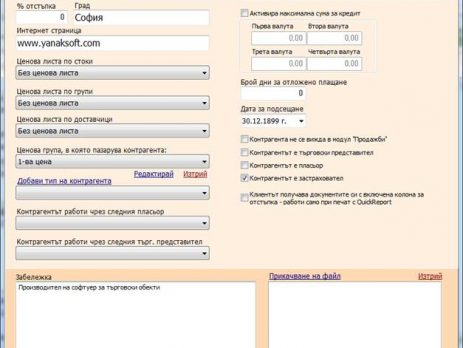 % отстъпка
Град
0
София
Интернет страница
www.yanaksoft.com
Ценова листа по стоки
Без ценова листа
Ценова листа по групи
Без ценова листа
Ценова листа по доставчици
Без ценова листа
Ценова група, в която пазарува контрагента:
1-ва цена
Редактирай
Изтрий
Добави тип на контрагента
Контрагентът работи чрез следния пласьор
Контрагентът работи чрез следния търг. представител
Активира максимална сума за кредит
Първа валута
Втора валута
0,00
0,00
Трета валута
Четвърта валута
0,00
0,00
Брой дни за отложено плащане
0
Дата за подсещане
30.12.1899 г.
Контрагента не се вижда в модул "Продажби"
Контрагентът е търговски представител
Контрагентът е пласьор
Контрагентът е застраховател
Клиентът получава документите си с включена колона за
отстъпка - работи само при печат с QuickReport
Забележка
Производител на софтуер за търговски обекти
Прикачване на файл
Изтрий